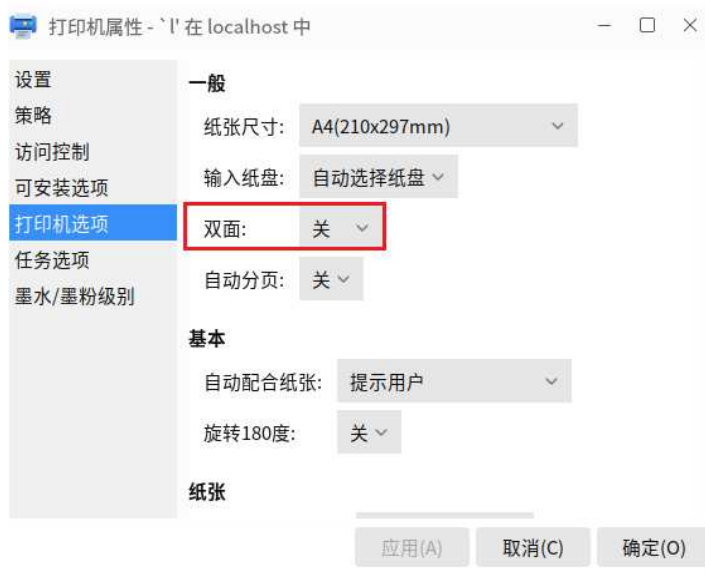 打印机属性 - `l' 在 localhost 中
设置
策略
访问控制
可安装选项
打印机选项
任务选项
墨水/墨粉级别
一般
纸张尺寸: A4(210x297mm)
输入纸盘: 自动选择纸盘
双面: 关
自动分页: 关
基本
自动配合纸张: 提示用户
旋转180度: 关
纸张
应用(A) 取消(C) 确定(O)